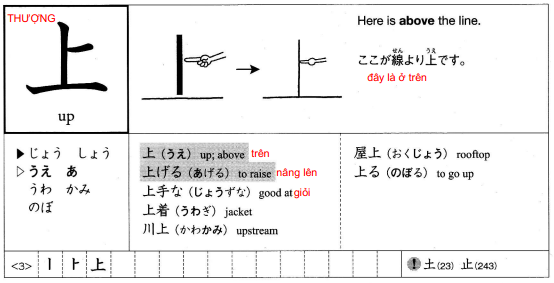 THƯỢNG
上
up
Here is above the line.
ここが線より上です。
せん うえ
đây là ở trên
▶じょう しょう
▷うえ あ
うわ かみ
のぼ
上(うえ) up; above trên
上げる(あげる) to raise nâng lên
上手な(じょうずな) good at giỏi
上着(うわぎ) jacket
川上(かわかみ) upstream
屋上(おくじょう) rooftop
上る(のぼる) to go up
<3> 丨 ⺊ 上
! 土(23) 止(243)